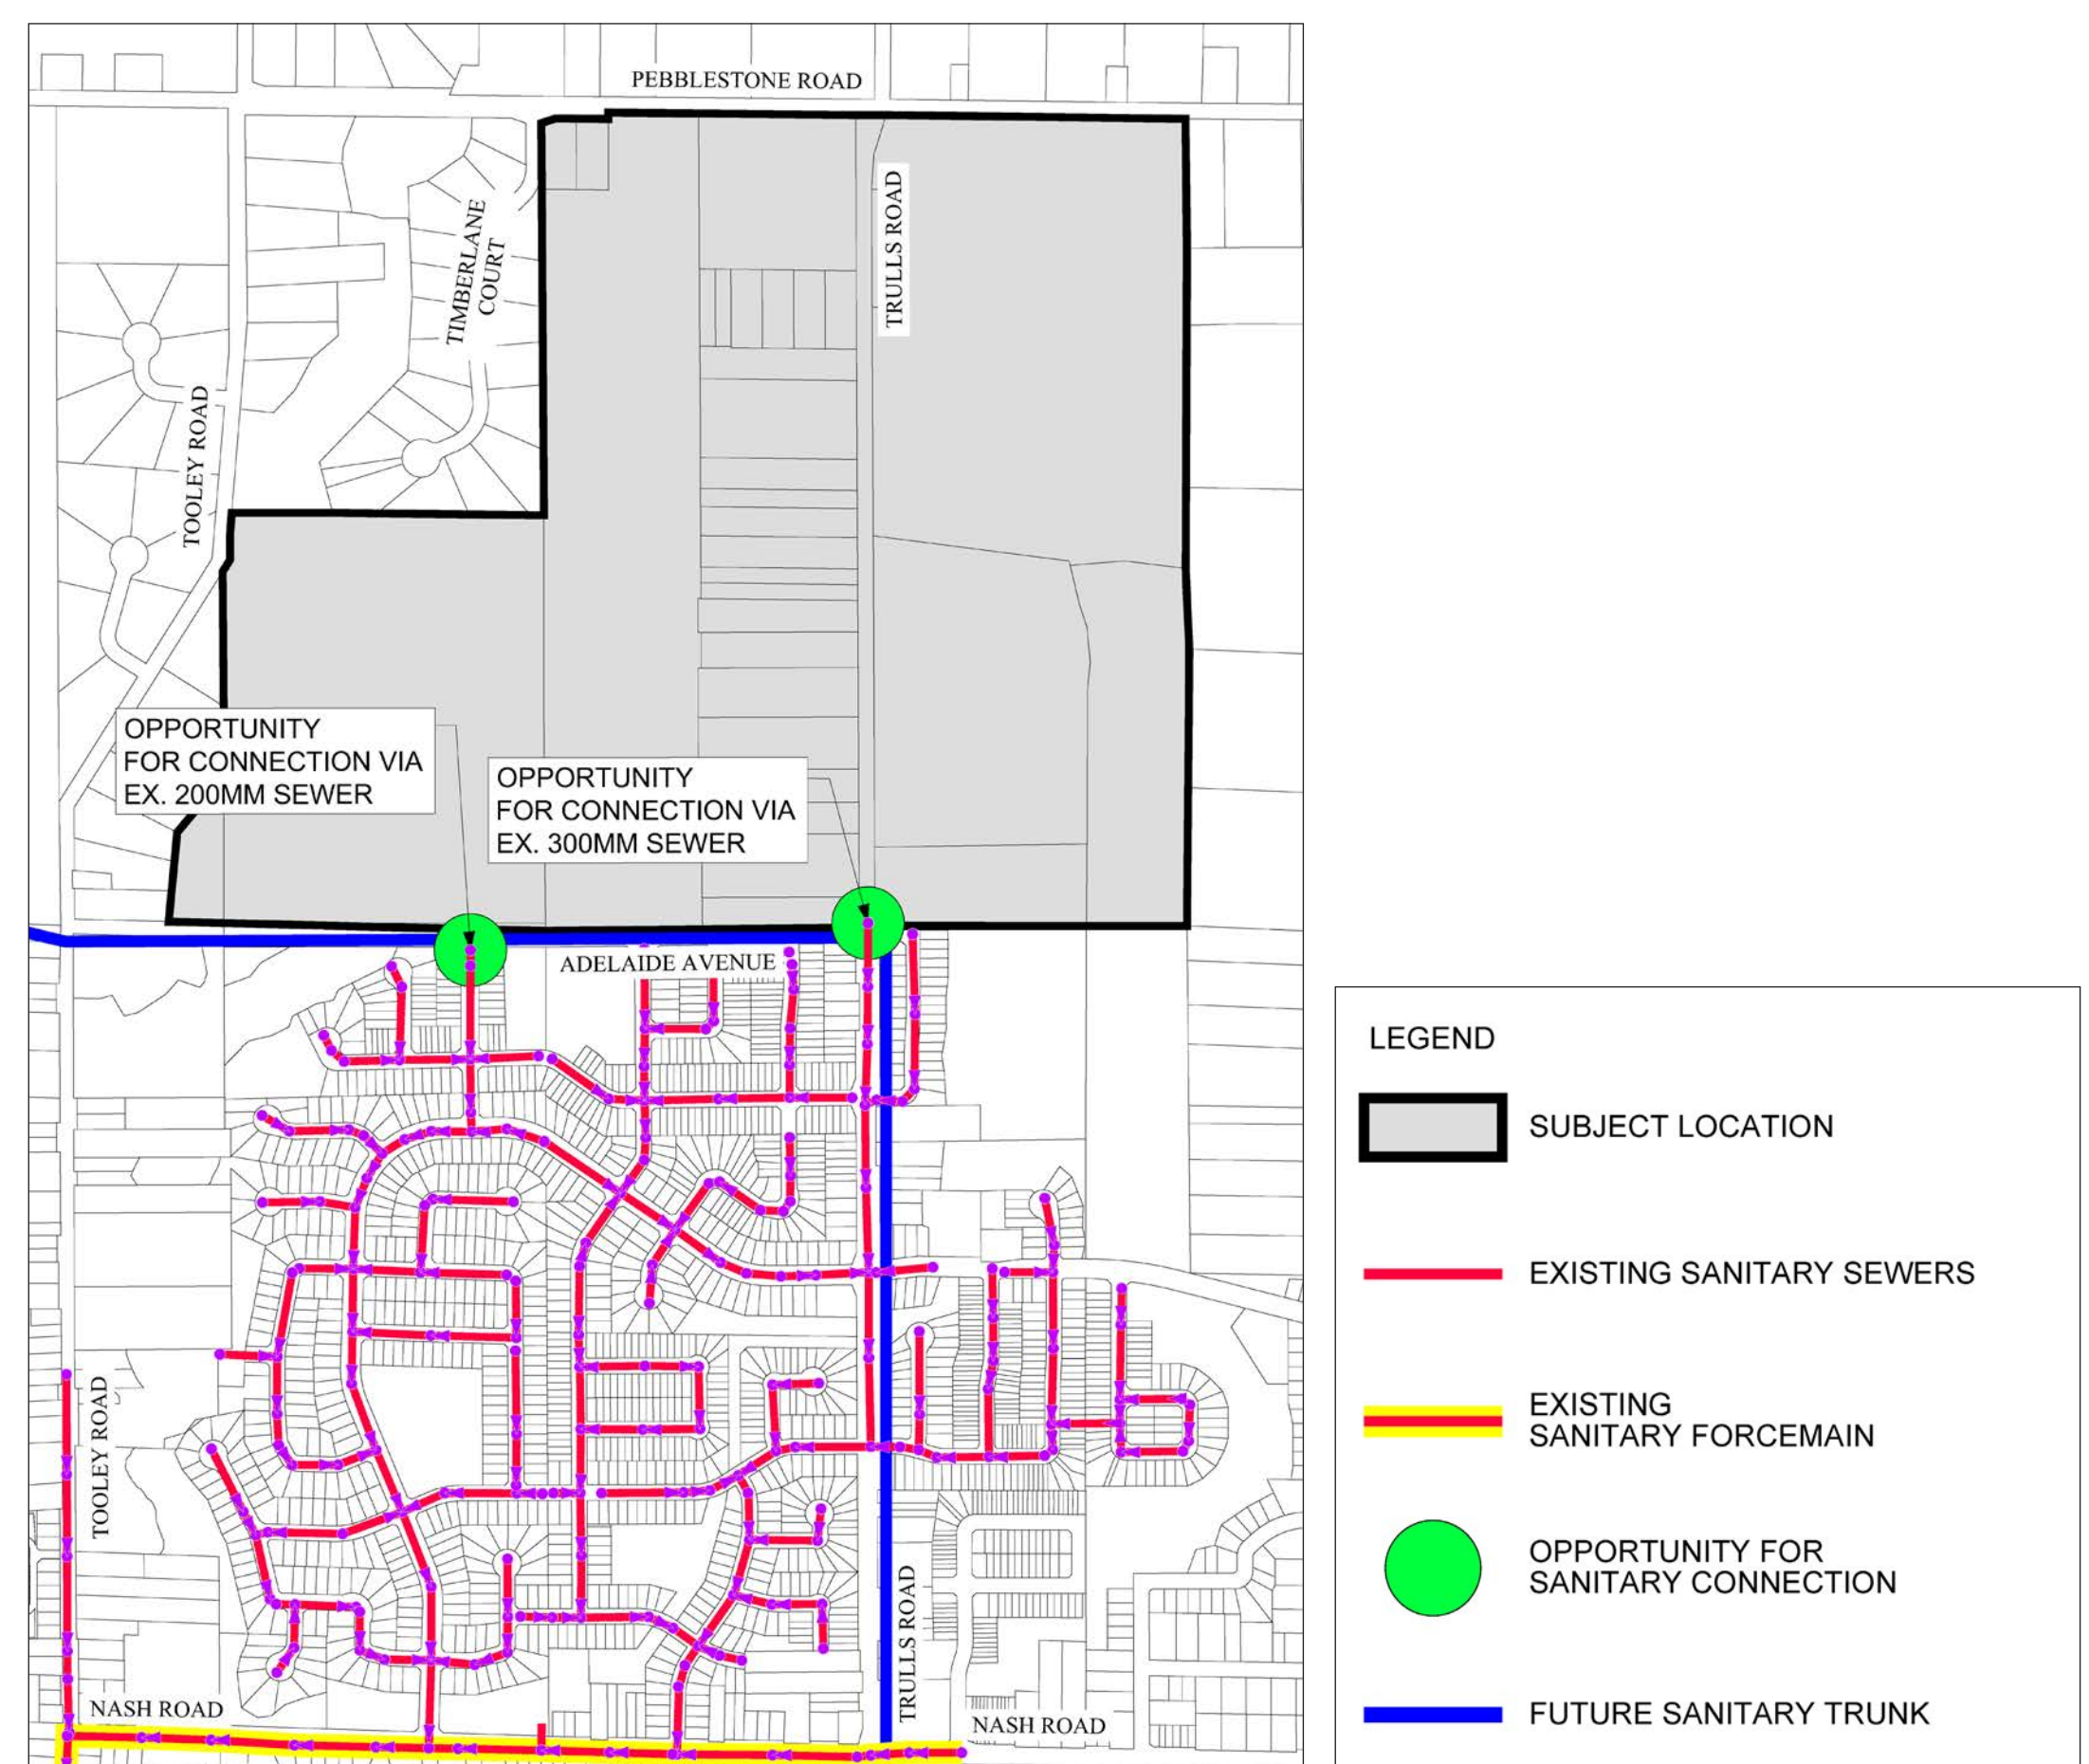 PEBBLESTONE ROAD
TRULLS ROAD
TIMBERLANE
COURT
TOOLEY ROAD
OPPORTUNITY
FOR CONNECTION VIA
EX. 200MM SEWER
OPPORTUNITY
FOR CONNECTION VIA
EX. 300MM SEWER
ADELAIDE AVENUE
TOOLEY ROAD
TRULLS ROAD
NASH ROAD
NASH ROAD
LEGEND
SUBJECT LOCATION
EXISTING SANITARY SEWERS
EXISTING
SANITARY FORCEMAIN
OPPORTUNITY FOR
SANITARY CONNECTION
FUTURE SANITARY TRUNK